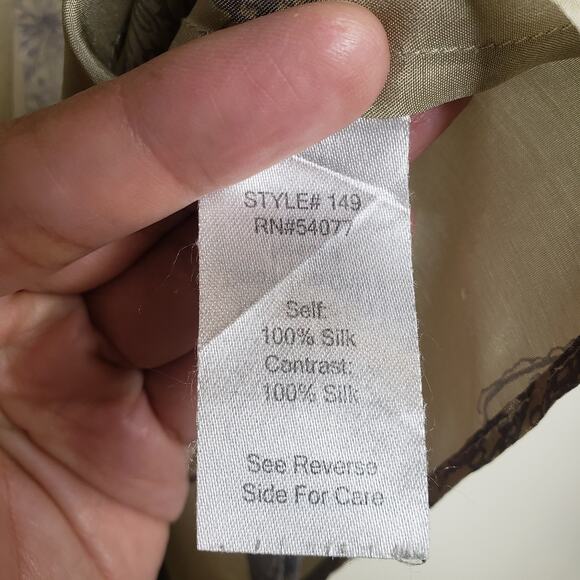 STYLE# 149
RN#54077
Self:
100% Silk
Contrast:
100% Silk
See Reverse
Side For Care